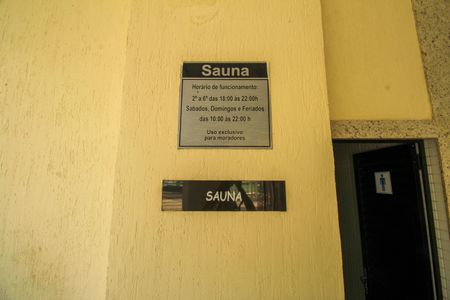 Sauna
Horário de funcionamento:
2ª a 6ª das 18:00 às 22:00h
Sabados, Domingos e Feriados
das 10:00 às 22:00 h
Uso exclusivo
para moradores
SAUNA